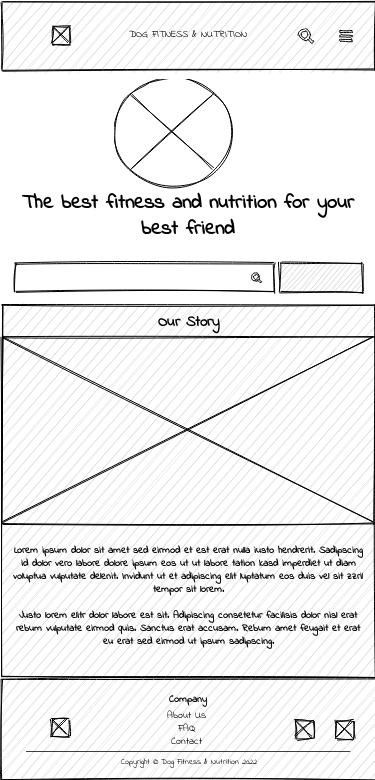 DOG FITNESS & NUTRITION
The best fitness and nutrition for your
best friend
Our Story
Lorem ipsum dolor sit amet sed eirmod et est erat nulla iusto hendrerit. Sadipscing
id dolor vero labore dolore ipsum eos ut ut labore tation kasd imperdiet ut diam
voluptua vulputate delenit. Invidunt ut et adipiscing elit luptatum eos duis vel sit zzril
tempor sit lorem.
Justo lorem elitr dolor labore est sit. Adipiscing consetetur facilisis dolor nisl erat
rebum vulputate eirmod quis. Sanctus erat accusam. Rebum amet feugait et erat
eu erat sed eirmod ut ipsum sadipscing.
Company
About Us
FAQ
Contact
Copyright © Dog Fitness & Nutrition 2022